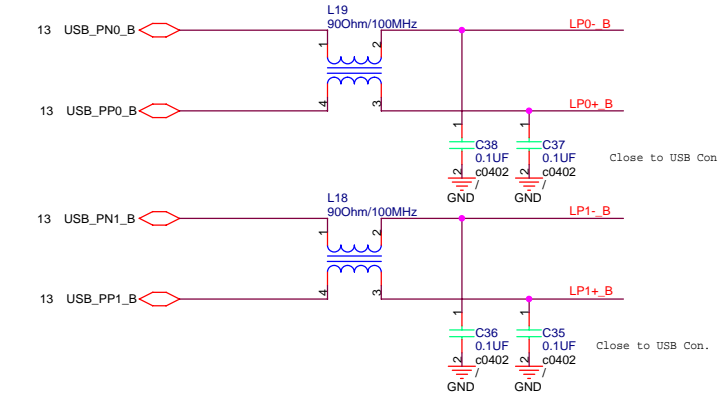 L19
90Ohm/100MHz
13 USB_PN0_B
LP0-_B
1
2
13 USB_PP0_B
4
3
LP0+_B
1
1
C38
0.1UF
c0402
/
2
GND
C37
0.1UF
c0402
/
2
GND
Close to USB Con
L18
90Ohm/100MHz
13 USB_PN1_B
LP1-_B
1
2
13 USB_PP1_B
4
3
LP1+_B
1
1
C36
0.1UF
c0402
/
2
GND
C35
0.1UF
c0402
/
2
GND
Close to USB Con.